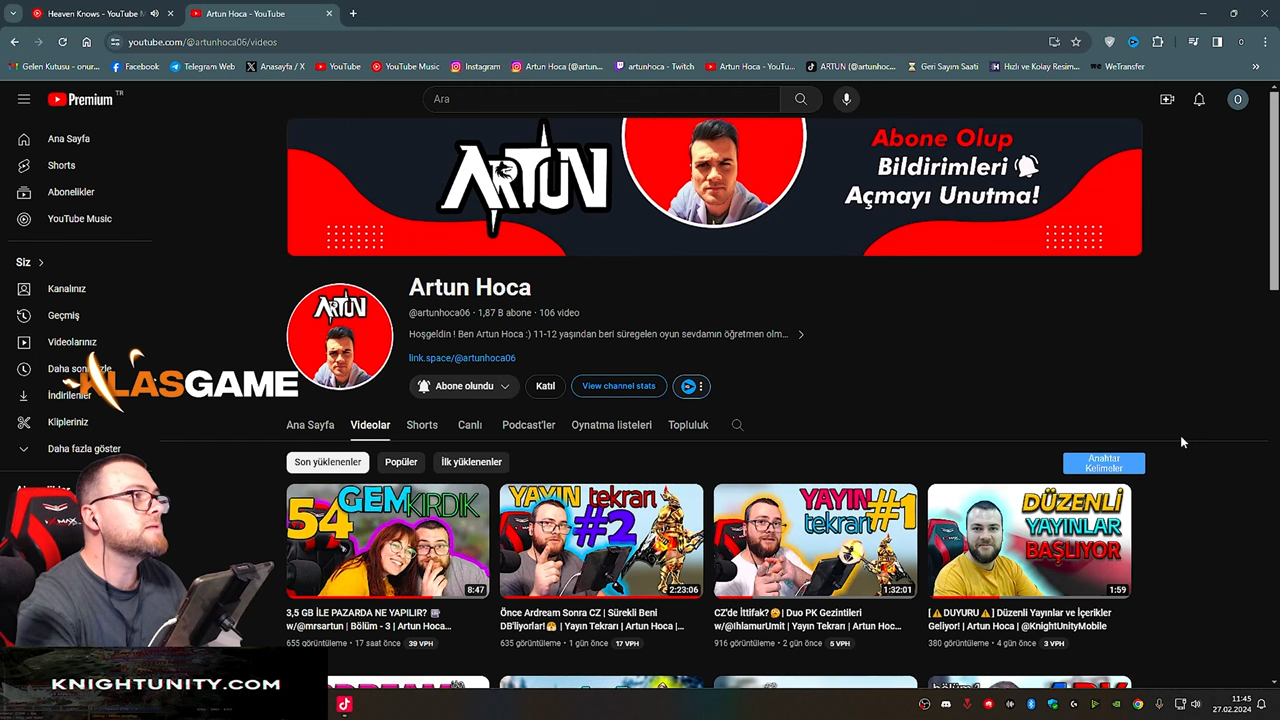 Heaven Knows - YouTube M
Artun Hoca - YouTube
youtube.com/@artunhoca06/videos
Gelen Kutusu - onur...
Facebook
Telegram Web
Anasayfa / X
YouTube
YouTube Music
Instagram
Artun Hoca (@artun...
artunhoca - Twitch
Artun Hoca - YouTu...
ARTUN (@artunhoc...
Geri Sayım Saati
Hızlı ve Kolay Resim...
WeTransfer
Premium TR
Ara
O
Ana Sayfa
Shorts
Abonelikler
YouTube Music
Siz
Kanalınız
Geçmiş
Videolarınız
Daha son
İndirilenler
Klipleriniz
Daha fazla göster
KLASGAME
ARTUN
Abone Olup
Bildirimleri
Açmayı Unutma!
ARTUN
Artun Hoca
@artunhoca06 · 1,87 B abone · 106 video
Hoşgeldin ! Ben Artun Hoca :) 11-12 yaşından beri süregelen oyun sevdamın öğretmen olm...
link.space/@artunhoca06
Abone olundu
Katıl
View channel stats
Ana Sayfa
Videolar
Shorts
Canlı
Podcast'ler
Oynatma listeleri
Topluluk
Son yüklenenler
Popüler
İlk yüklenenler
Anahtar
Kelimeler
54 GEM KIRDIK
8:47
3,5 GB İLE PAZARDA NE YAPILIR?
w/@mrsartun | Bölüm - 3 | Artun Hoca...
655 görüntüleme · 17 saat önce 39 VPH
YAYIN tekrarı
#2
2:23:06
Önce Ardream Sonra CZ | Sürekli Beni
DB'liyorlar! | Yayın Tekrarı | Artun Hoca |...
635 görüntüleme · 1 gün önce 17 VPH
YAYIN
tekrarı #1
1:32:01
CZ'de İttifak? | Duo PK Gezintileri
w/@IhlamurUmit | Yayın Tekrarı | Artun Hoc...
916 görüntüleme · 2 gün önce 5 VPH
DÜZENLİ
YAYINLAR
BAŞLIYOR
1:59
[ DUYURU ] Düzenli Yayınlar ve İçerikler
Geliyor! | Artun Hoca | @KnightUnityMobile
380 görüntüleme · 4 gün önce 3 VPH
KNIGHTUNITY.COM
11:45
27.02.2024